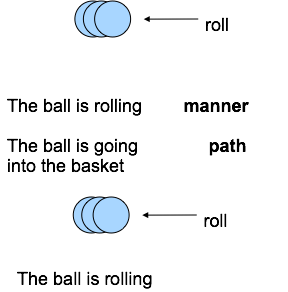 roll
The ball is rolling manner
The ball is going path
into the basket
roll
The ball is rolling